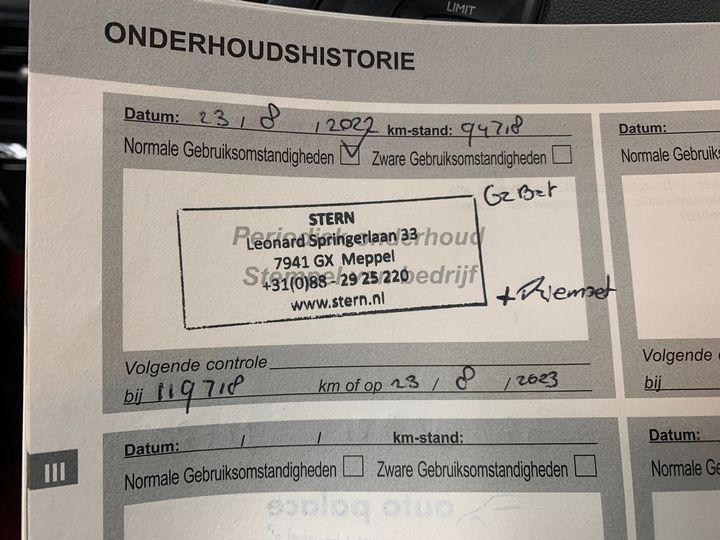 LIMIT
ONDERHOUDSHISTORIE
Datum: 23 / 8 / 2022 km-stand: 94718
Normale Gebruiksomstandigheden Zware Gebruiksomstandigheden
GzBet
STERN
Periodiek onderhoud
Leonard Springerlaan 33
7941 GX Meppel
Stempel bedrijf
+31(0)88 - 29 25 220
www.stern.nl
+ Riemset
Volgende controle
bij 119718 km of op 23 / 8 / 2023
Datum: / / km-stand:
Normale Gebruiksomstandigheden Zware Gebruiksomstandigheden
III
auto palace
Datum:
Normale Gebruik
Volgende
bij
Datum:
Normale Ge